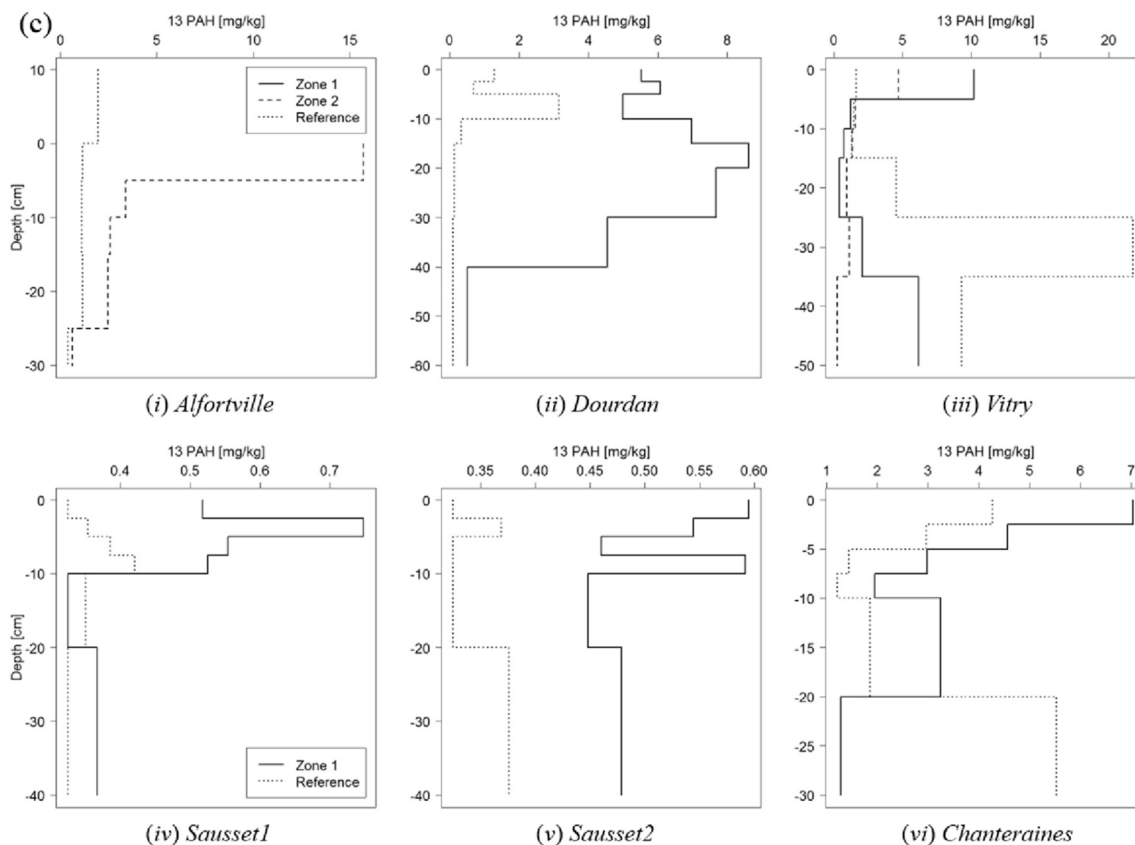 (c)
13 PAH [mg/kg]
0 5 10 15
10
0
-10
-20
-30
Depth [cm]
Zone 1
Zone 2
Reference
(i) Alfortville
13 PAH [mg/kg]
0 2 4 6 8
0
-10
-20
-30
-40
-50
-60
(ii) Dourdan
13 PAH [mg/kg]
0 5 10 15 20
0
-10
-20
-30
-40
-50
(iii) Vitry
13 PAH [mg/kg]
0.4 0.5 0.6 0.7
0
-10
-20
-30
-40
Depth [cm]
Zone 1
Reference
(iv) Sausset1
13 PAH [mg/kg]
0.35 0.40 0.45 0.50 0.55 0.60
0
-10
-20
-30
-40
(v) Sausset2
13 PAH [mg/kg]
1 2 3 4 5 6 7
0
-5
-10
-15
-20
-25
-30
(vi) Chanteraines